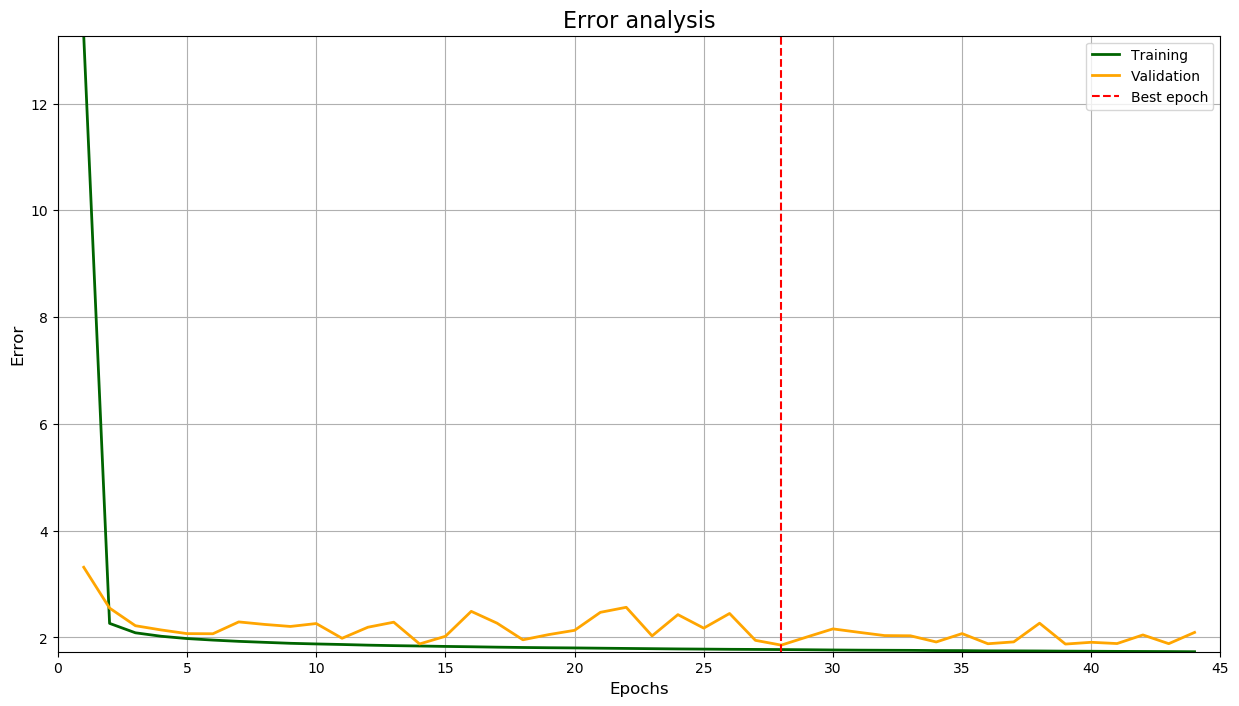 Error analysis
Training
Validation
Best epoch
12
10
8
6
4
2
Error
0 5 10 15 20 25 30 35 40 45
Epochs